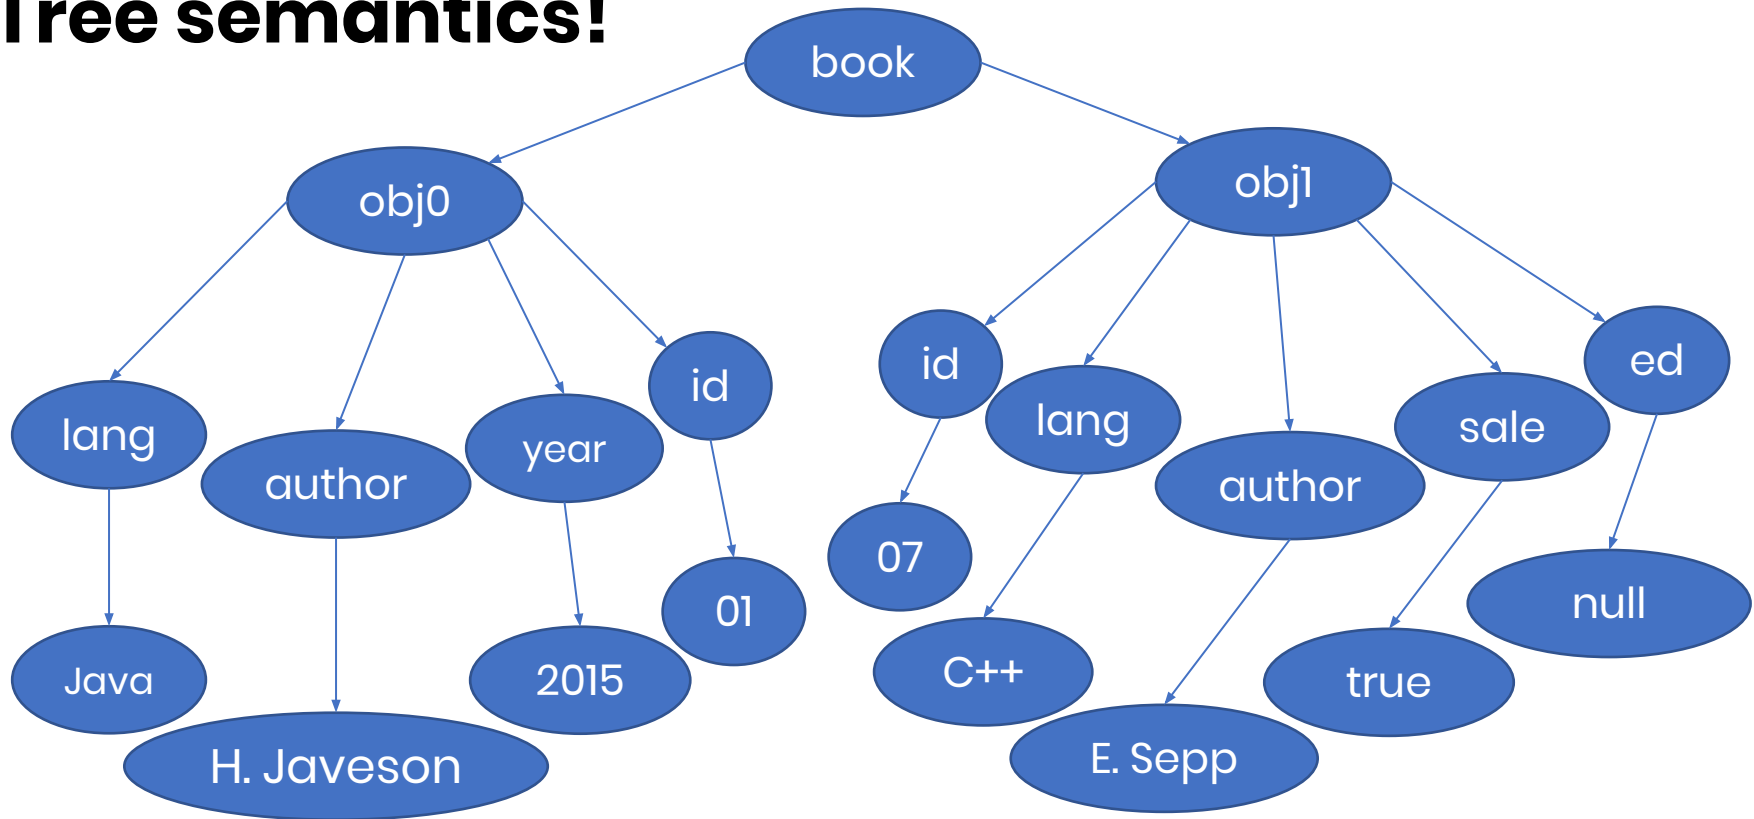 Tree semantics!
book
obj0
obj1
lang
author
year
id
id
lang
author
sale
ed
Java
H. Javeson
2015
01
07
C++
E. Sepp
true
null